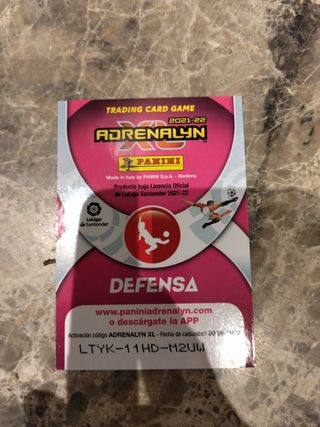 TRADING CARD GAME
2021-22
ADRENALYN
XL
PANINI
Made in Italy by PANINI S.p.A. - Modena
Producto bajo Licencia Oficial
de LaLiga Santander 2021-22
LaLiga
Santander
DEFENSA
www.paniniadrenalyn.com
o descárgate la APP
Activación código ADRENALYN XL - Fecha de caducidad:
LTYK-11HD-M2UW